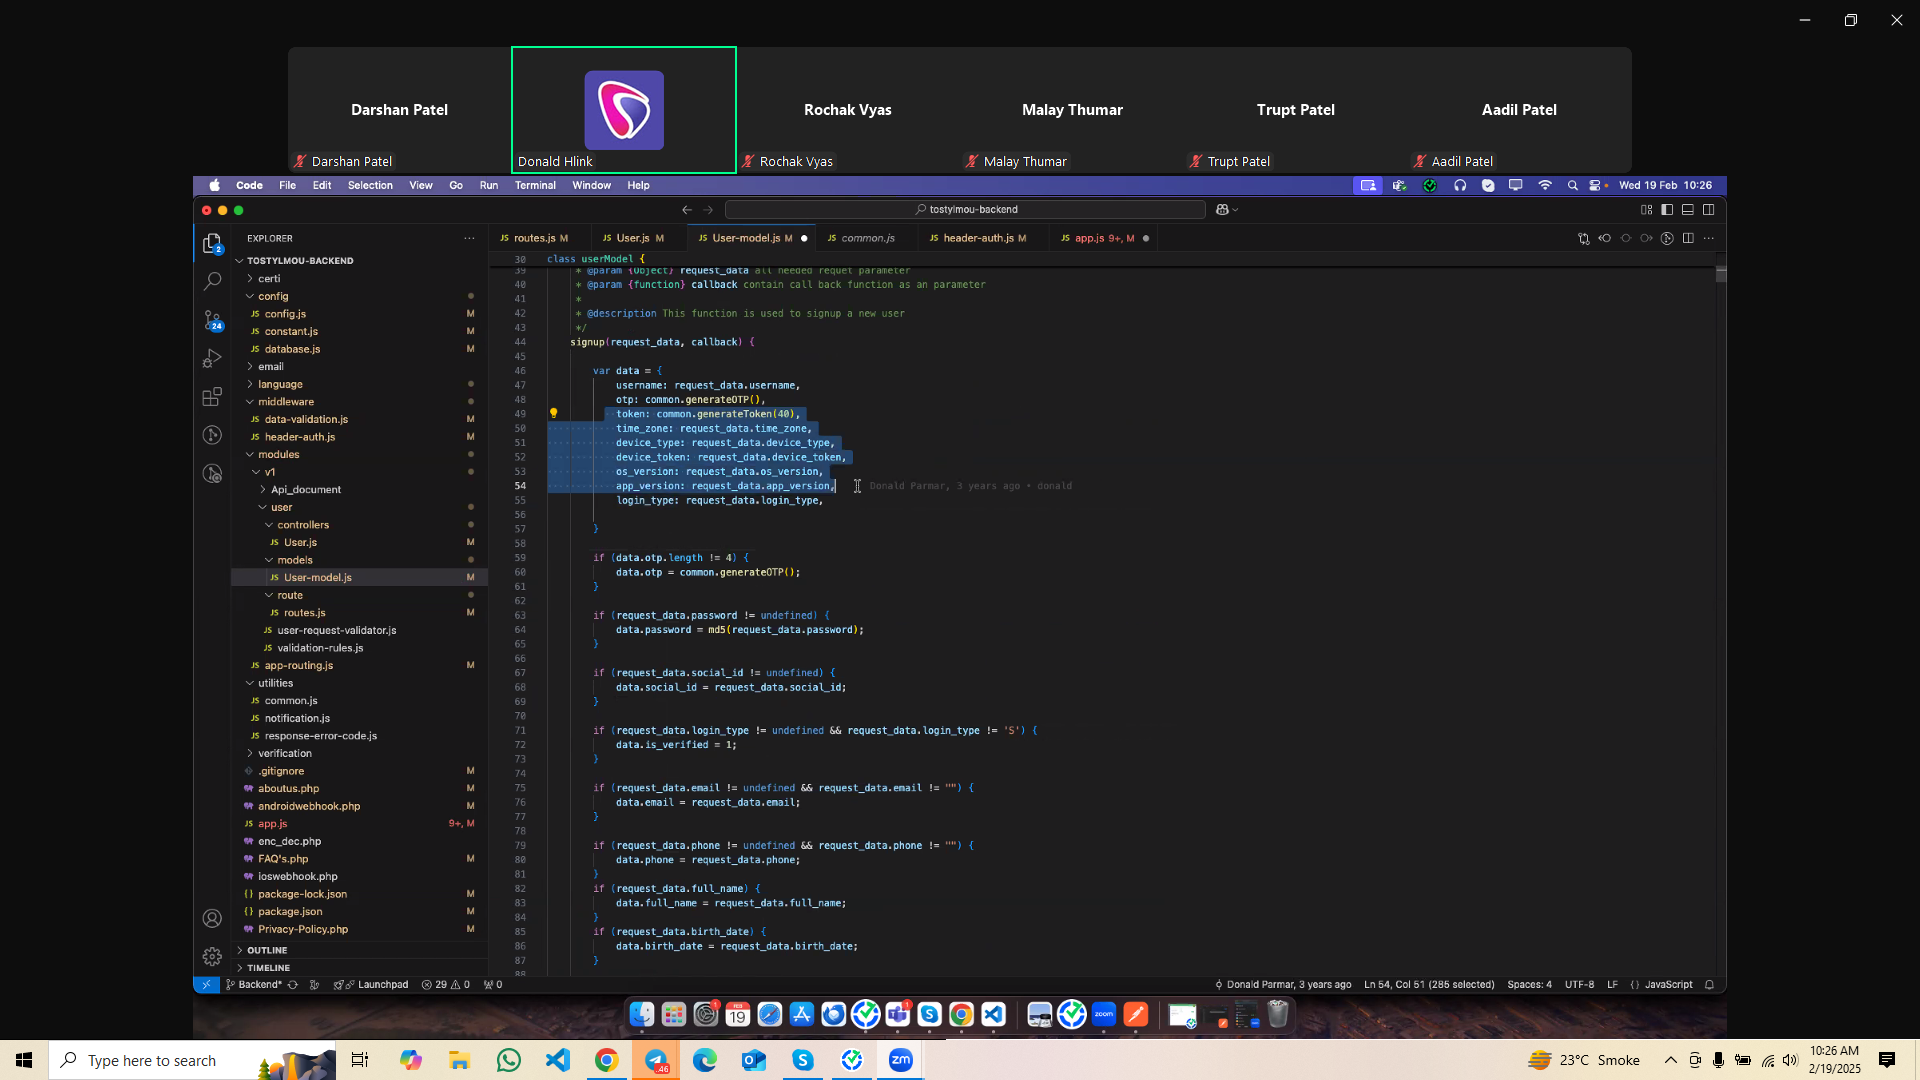 Darshan Patel
Rochak Vyas
Malay Thumar
Trupt Patel
Aadil Patel
Darshan Patel
Donald Hlink
Rochak Vyas
Malay Thumar
Trupt Patel
Aadil Patel
Code File Edit Selection View Go Run Terminal Window Help
Wed 19 Feb 10:26
tostylmou-backend
EXPLORER
routes.js M
User.js M
User-model.js M
common.js
header-auth.js M
app.js 9+, M
TOSTYLMOU-BACKEND
certi
config
config.js M
constant.js M
database.js M
email
language
middleware
data-validation.js M
header-auth.js M
modules
v1
Api_document
user
controllers
User.js M
models
User-model.js M
route
routes.js M
user-request-validator.js
validation-rules.js
app-routing.js M
utilities
common.js
notification.js
response-error-code.js
verification
.gitignore M
aboutus.php M
androidwebhook.php M
app.js 9+, M
enc_dec.php
FAQ's.php M
ioswebhook.php
package-lock.json M
package.json M
Privacy-Policy.php M
OUTLINE
TIMELINE
2
24
30 class userModel {
39 * @param {Object} request_data all needed requet parameter
40 * @param {function} callback contain call back function as an parameter
41 *
42 * @description This function is used to signup a new user
43 */
44 signup(request_data, callback) {
45
46 var data = {
47 username: request_data.username,
48 otp: common.generateOTP(),
49 token: common.generateToken(40),
50 time_zone: request_data.time_zone,
51 device_type: request_data.device_type,
52 device_token: request_data.device_token,
53 os_version: request_data.os_version,
54 app_version: request_data.app_version, Donald Parmar, 3 years ago • donald
55 login_type: request_data.login_type,
56
57 }
58
59 if (data.otp.length != 4) {
60 data.otp = common.generateOTP();
61 }
62
63 if (request_data.password != undefined) {
64 data.password = md5(request_data.password);
65 }
66
67 if (request_data.social_id != undefined) {
68 data.social_id = request_data.social_id;
69 }
70
71 if (request_data.login_type != undefined && request_data.login_type != 'S') {
72 data.is_verified = 1;
73 }
74
75 if (request_data.email != undefined && request_data.email != "") {
76 data.email = request_data.email;
77 }
78
79 if (request_data.phone != undefined && request_data.phone != "") {
80 data.phone = request_data.phone;
81 }
82 if (request_data.full_name) {
83 data.full_name = request_data.full_name;
84 }
85 if (request_data.birth_date) {
86 data.birth_date = request_data.birth_date;
87 }
88
Backend* Launchpad 29 0 0
Donald Parmar, 3 years ago Ln 54, Col 51 (285 selected) Spaces: 4 UTF-8 LF {} JavaScript
FEB
19
zoom
Type here to search
46
zm
23°C Smoke
10:26 AM
2/19/2025